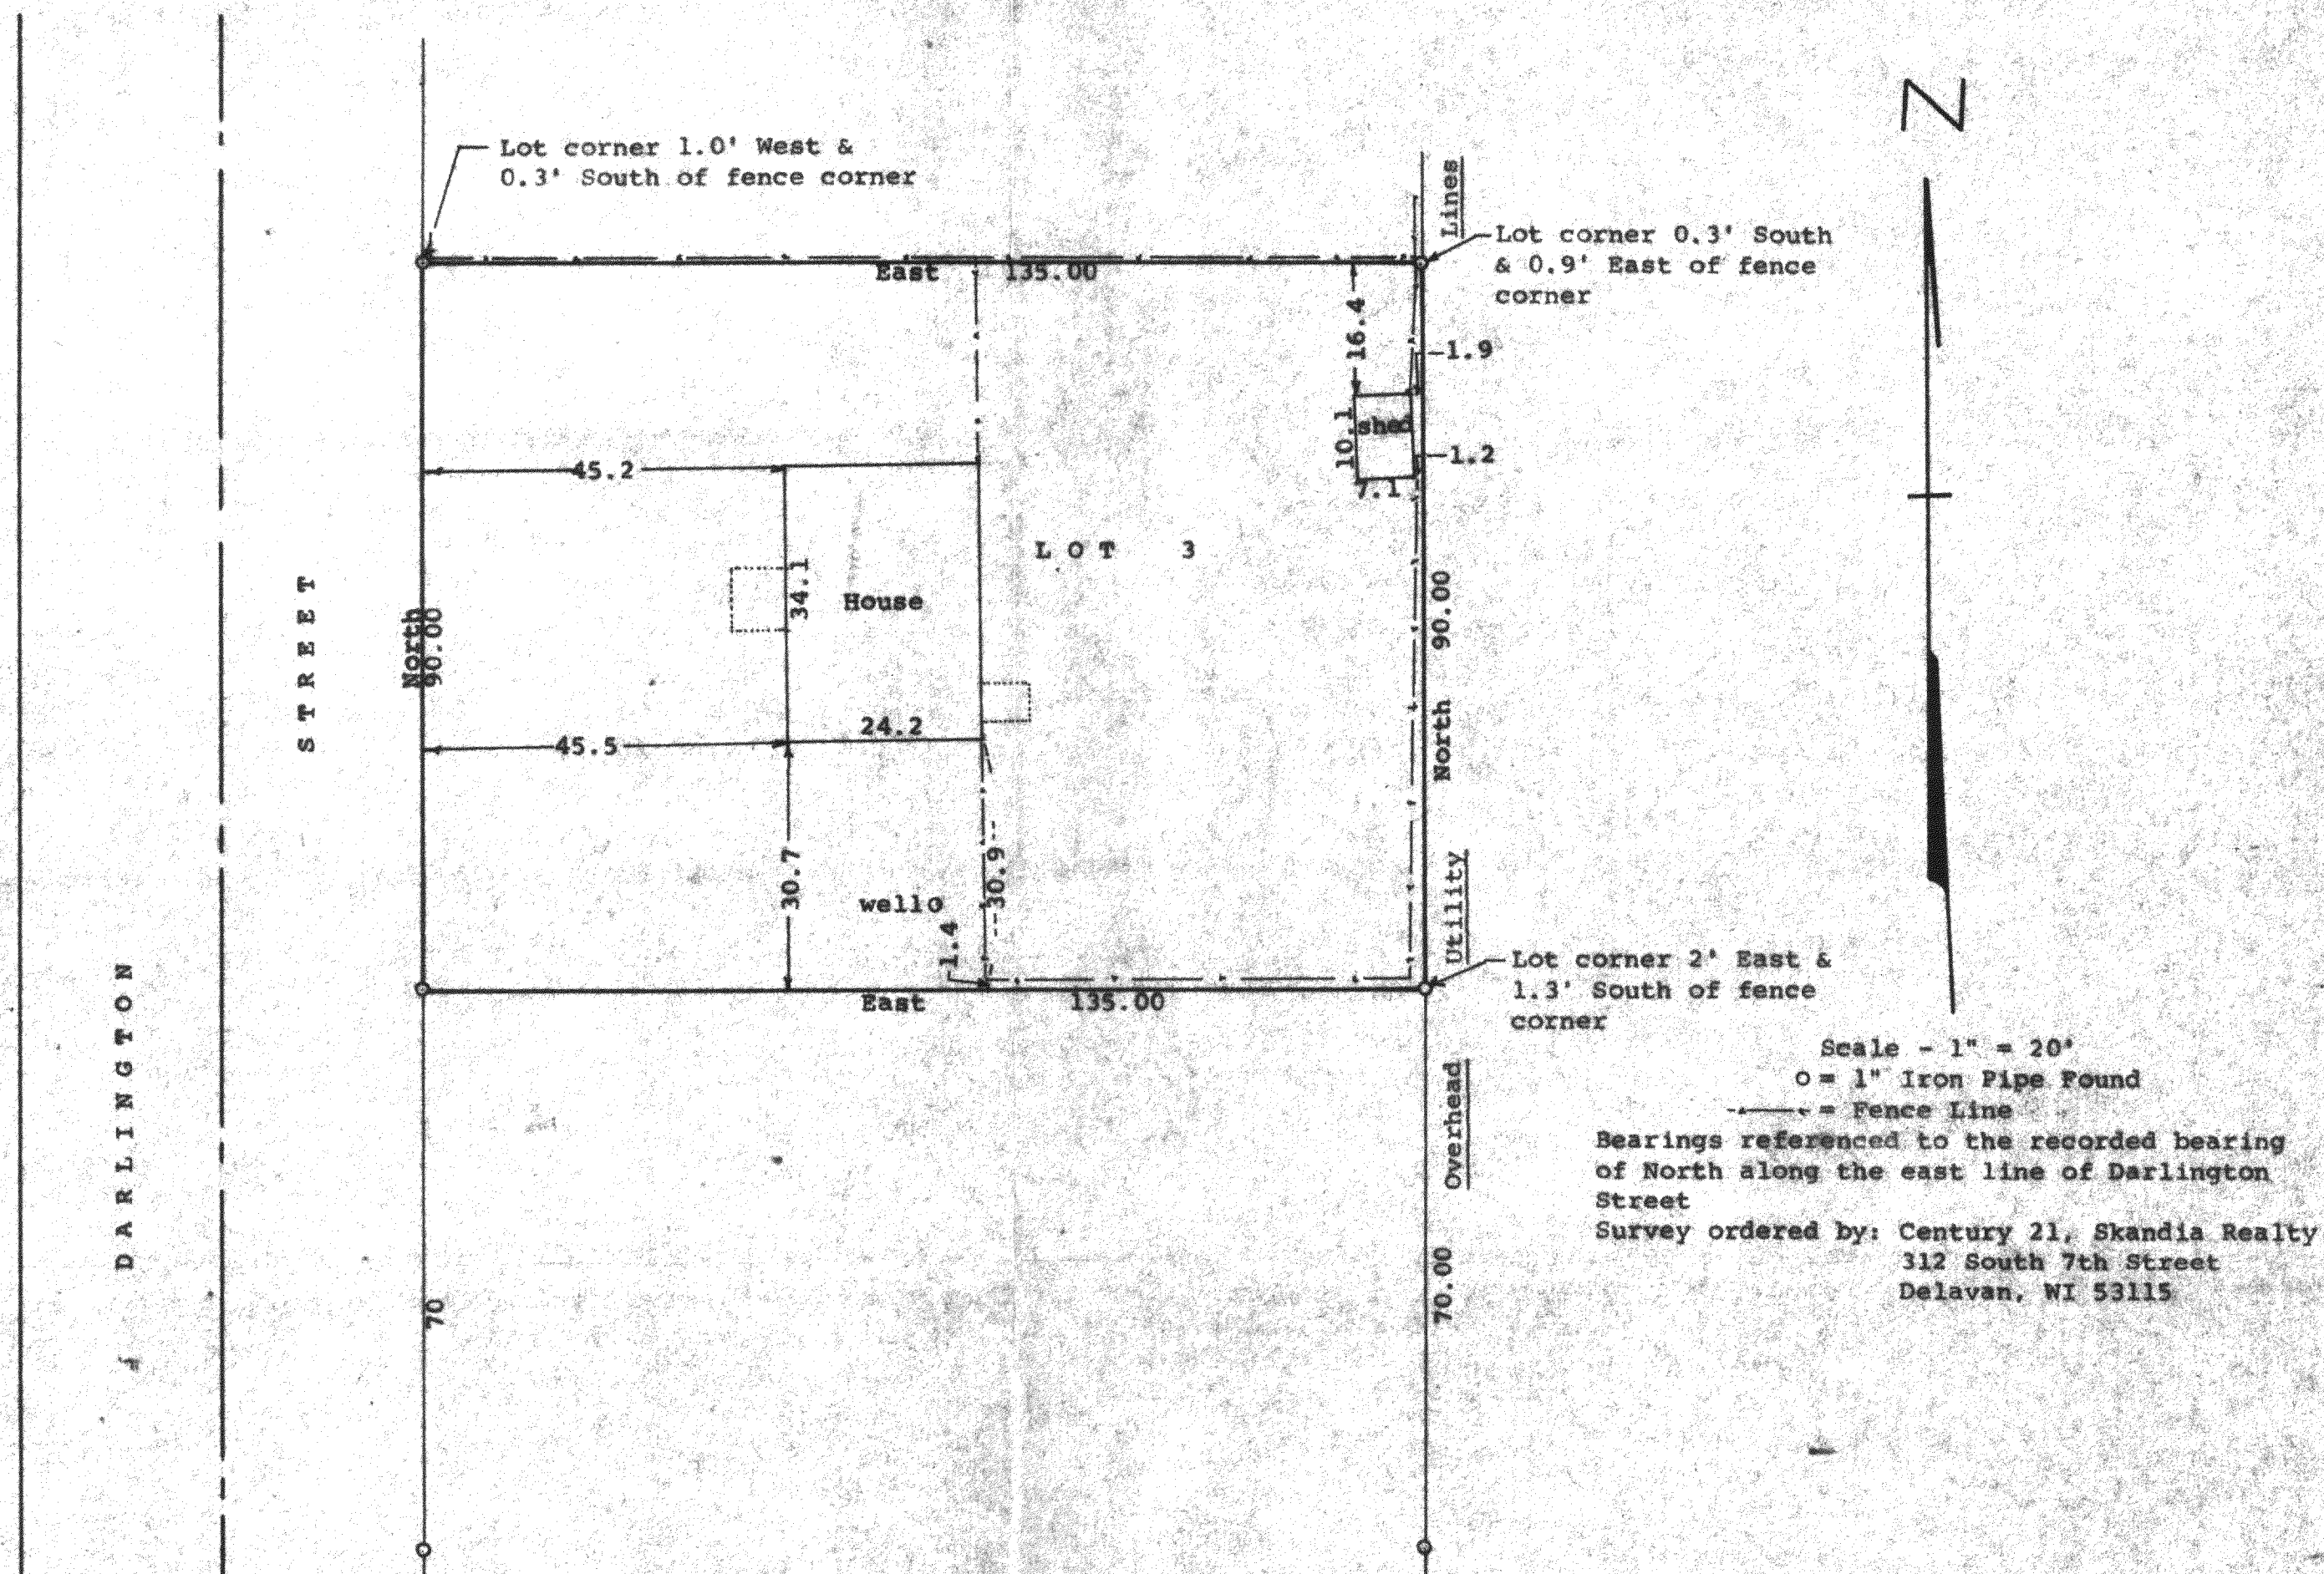 N
Lot corner 1.0' West &
0.3' South of fence corner
Lines
Lot corner 0.3' South
& 0.9' East of fence
corner
East 135.00
16.4
1.9
10.1
shed
1.2
7.1
45.2
LOT 3
34.1
House
North
90.00
North 90.00
STREET
24.2
45.5
30.7
30.9
well
1.4
Utility
East 135.00
Lot corner 2' East &
1.3' South of fence
corner
DARLINGTON
Overhead
Scale - 1" = 20'
o = 1" Iron Pipe Found
= Fence Line
Bearings referenced to the recorded bearing
of North along the east line of Darlington
Street
Survey ordered by: Century 21, Skandia Realty
312 South 7th Street
Delavan, WI 53115
70
70.00